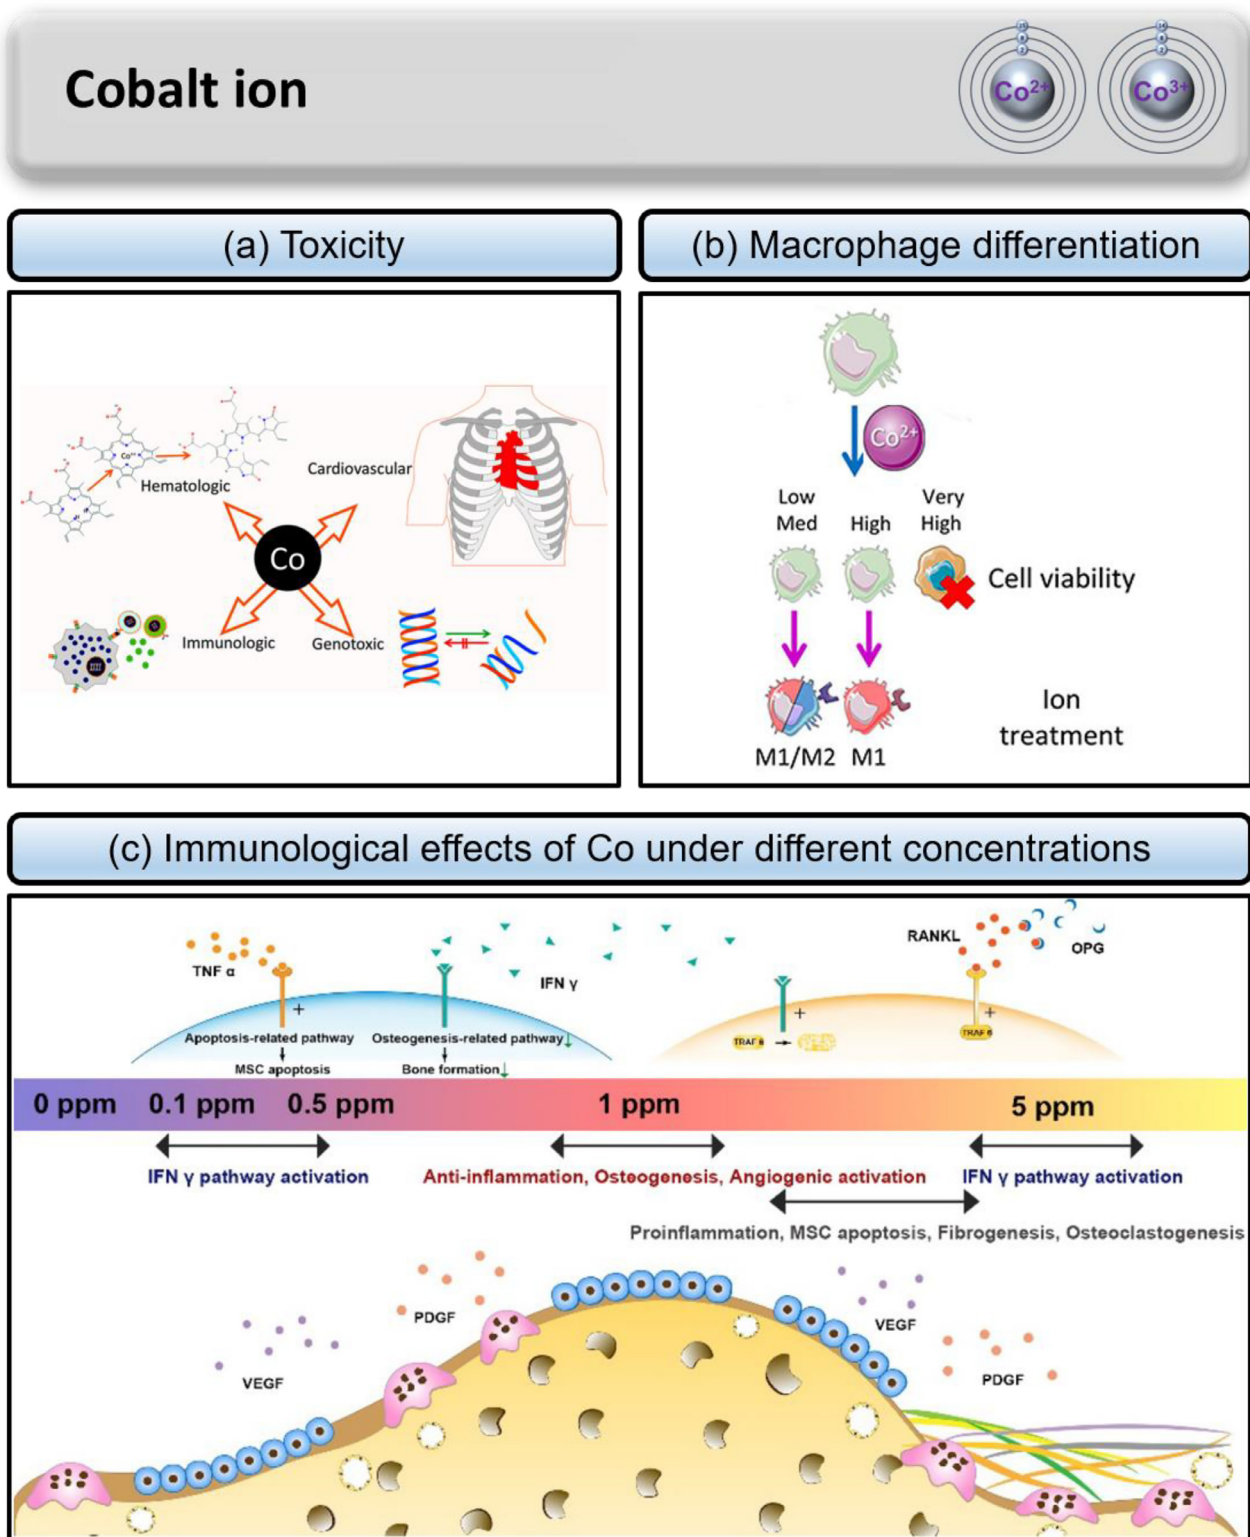 Cobalt ion
Co2+
Co3+
(a) Toxicity
(b) Macrophage differentiation
Hematologic
Cardiovascular
Co
Immunologic
Genotoxic
Co2+
Low
Med
High
Very
High
Cell viability
Ion
treatment
M1/M2
M1
(c) Immunological effects of Co under different concentrations
TNF α
IFN γ
RANKL
OPG
+
+
+
Apoptosis-related pathway
Osteogenesis-related pathway↓
TRAF 6
TRAF 6
MSC apoptosis
Bone formation↓
0 ppm
0.1 ppm
0.5 ppm
1 ppm
5 ppm
IFN γ pathway activation
Anti-inflammation, Osteogenesis, Angiogenic activation
IFN γ pathway activation
Proinflammation, MSC apoptosis, Fibrogenesis, Osteoclastogenesis
PDGF
VEGF
VEGF
PDGF